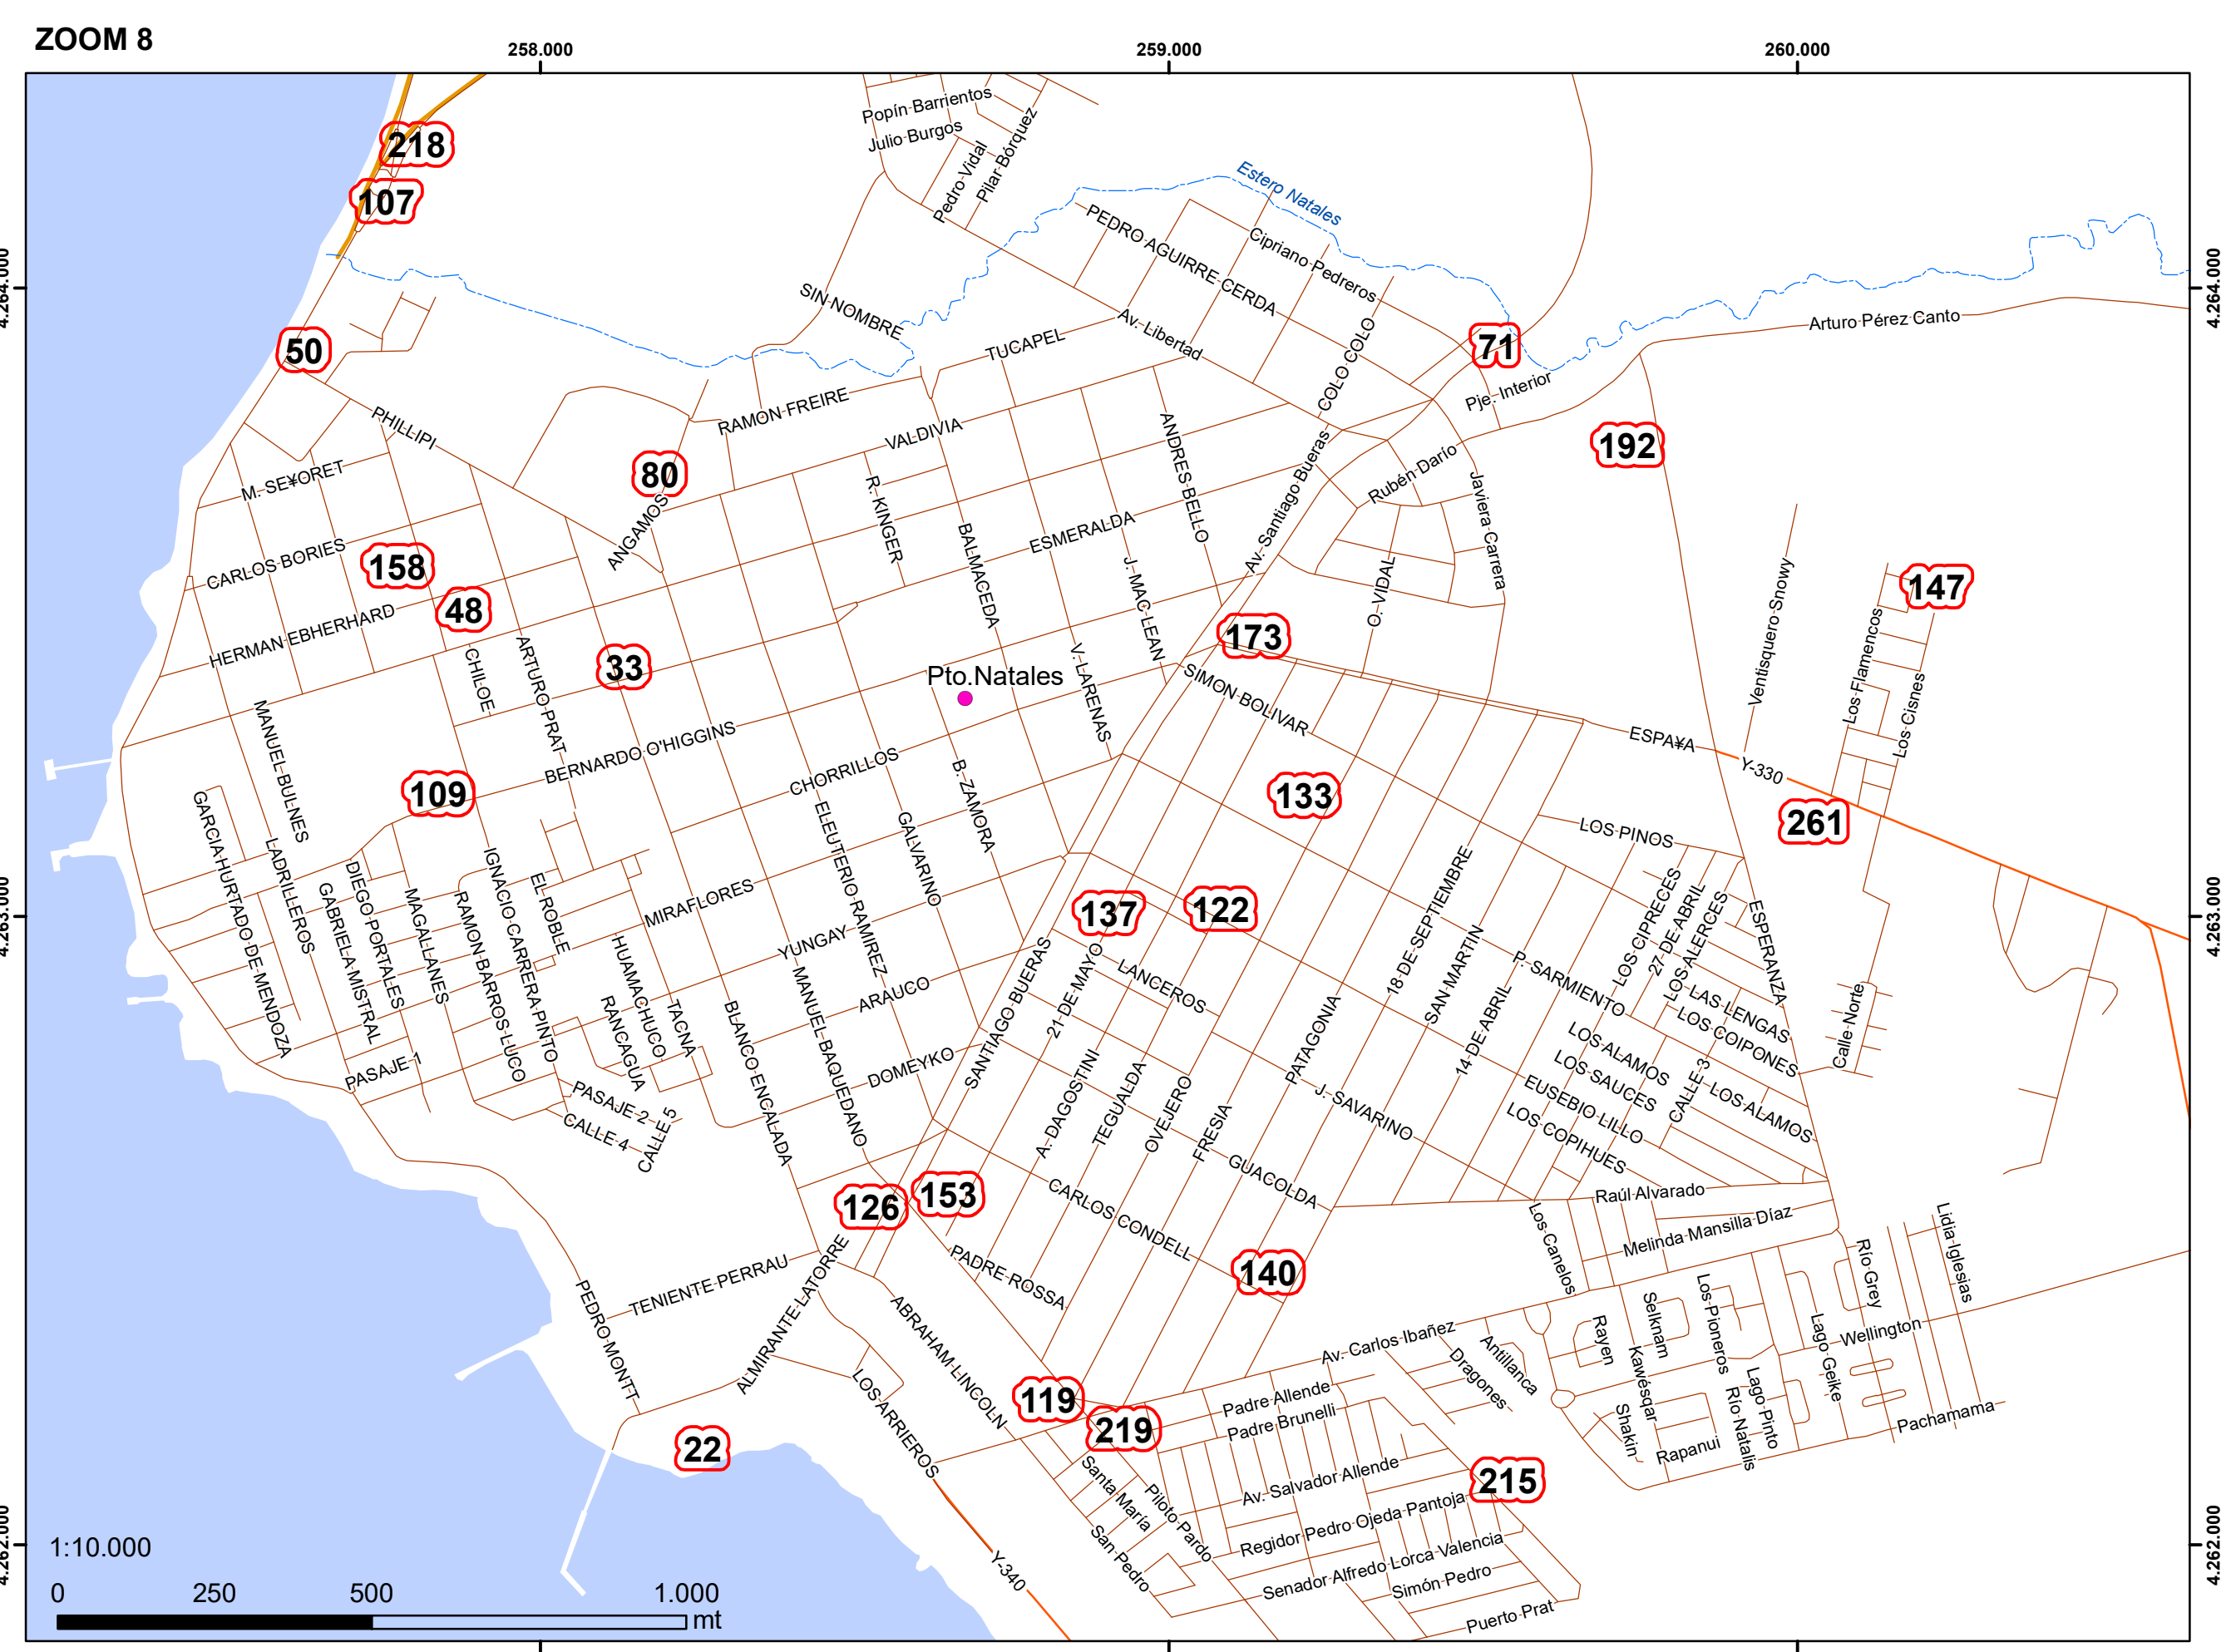 ZOOM 8
258.000
259.000
260.000
4.264.000
4.264.000
4.263.000
4.263.000
4.262.000
4.262.000
218
107
Popín Barrientos
Julio Burgos
Pedro Vidal
Pilar Bórquez
Estero Natales
PEDRO AGUIRRE CERDA
Cipriano Pedreros
SIN NOMBRE
TUCAPEL
Av. Libertad
COLO COLO
71
Arturo Pérez Canto
50
PHILLIPI
RAMON FREIRE
VALDIVIA
Pje. Interior
192
M. SE¥ORET
80
ANGAMOS
R. KINGER
ANDRES BELLO
Av. Santiago Bueras
Rubén Darío
Javiera Carrera
CARLOS BORIES
158
48
HERMAN EBHERHARD
BALMACEDA
ESMERALDA
J. MAC LEAN
O. VIDAL
Ventisquero Snowy
147
Los Flamencos
Los Cisnes
CHILOE
ARTURO PRAT
33
Pto.Natales
V. LARENAS
173
SIMON BOLIVAR
ESPA¥A
Y-330
MANUEL BULNES
109
BERNARDO O'HIGGINS
CHORRILLOS
B. ZAMORA
133
261
LOS PINOS
GARCIA HURTADO DE MENDOZA
LADRILLEROS
GABRIELA MISTRAL
DIEGO PORTALES
MAGALLANES
RAMON BARROS LUCO
IGNACIO CARRERA PINTO
EL ROBLE
MIRAFLORES
ELEUTERIO RAMIREZ
GALVARINO
YUNGAY
137
122
18 DE SEPTIEMBRE
SAN MARTIN
LOS CIPRECES
27 DE ABRIL
LOS ALERCES
ESPERANZA
HUAMACHUCO
RANCAGUA
TACNA
BLANCO ENCALADA
MANUEL BAQUEDANO
ARAUCO
DOMEYKO
SANTIAGO BUERAS
21 DE MAYO
LANCEROS
P. SARMIENTO
LAS LENGAS
LOS COIPONES
Calle Norte
PATAGONIA
14 DE ABRIL
LOS ALAMOS
LOS SAUCES
CALLE 3
LOS ALAMOS
PASAJE 1
PASAJE 2
CALLE 4
CALLE 5
A. DAGOSTINI
TEGUALDA
OVEJERO
FRESIA
J. SAVARINO
EUSEBIO LILLO
LOS COPIHUES
GUACOLDA
126
153
CARLOS CONDELL
Raúl Alvarado
Melinda Mansilla Díaz
Los Canelos
Río Grey
Lidia Iglesias
PADRE ROSSA
140
TENIENTE PERRAU
PEDRO MONTT
ALMIRANTE LATORRE
ABRAHAM LINCOLN
LOS ARRIEROS
Av. Carlos Ibañez
Antillanca
Dragones
Rayen
Selknam
Kawésqar
Los Pioneros
Lago Geike
Wellington
119
219
Padre Allende
Padre Brunelli
Shakin
Rapanui
Río Natalis
Lago Pinto
Pachamama
22
Santa María
San Pedro
Piloto Pardo
Av. Salvador Allende
215
Regidor Pedro Ojeda Pantoja
Senador Alfredo Lorca Valencia
Simón Pedro
Puerto Prat
Y-340
1:10.000
0 250 500 1.000
mt